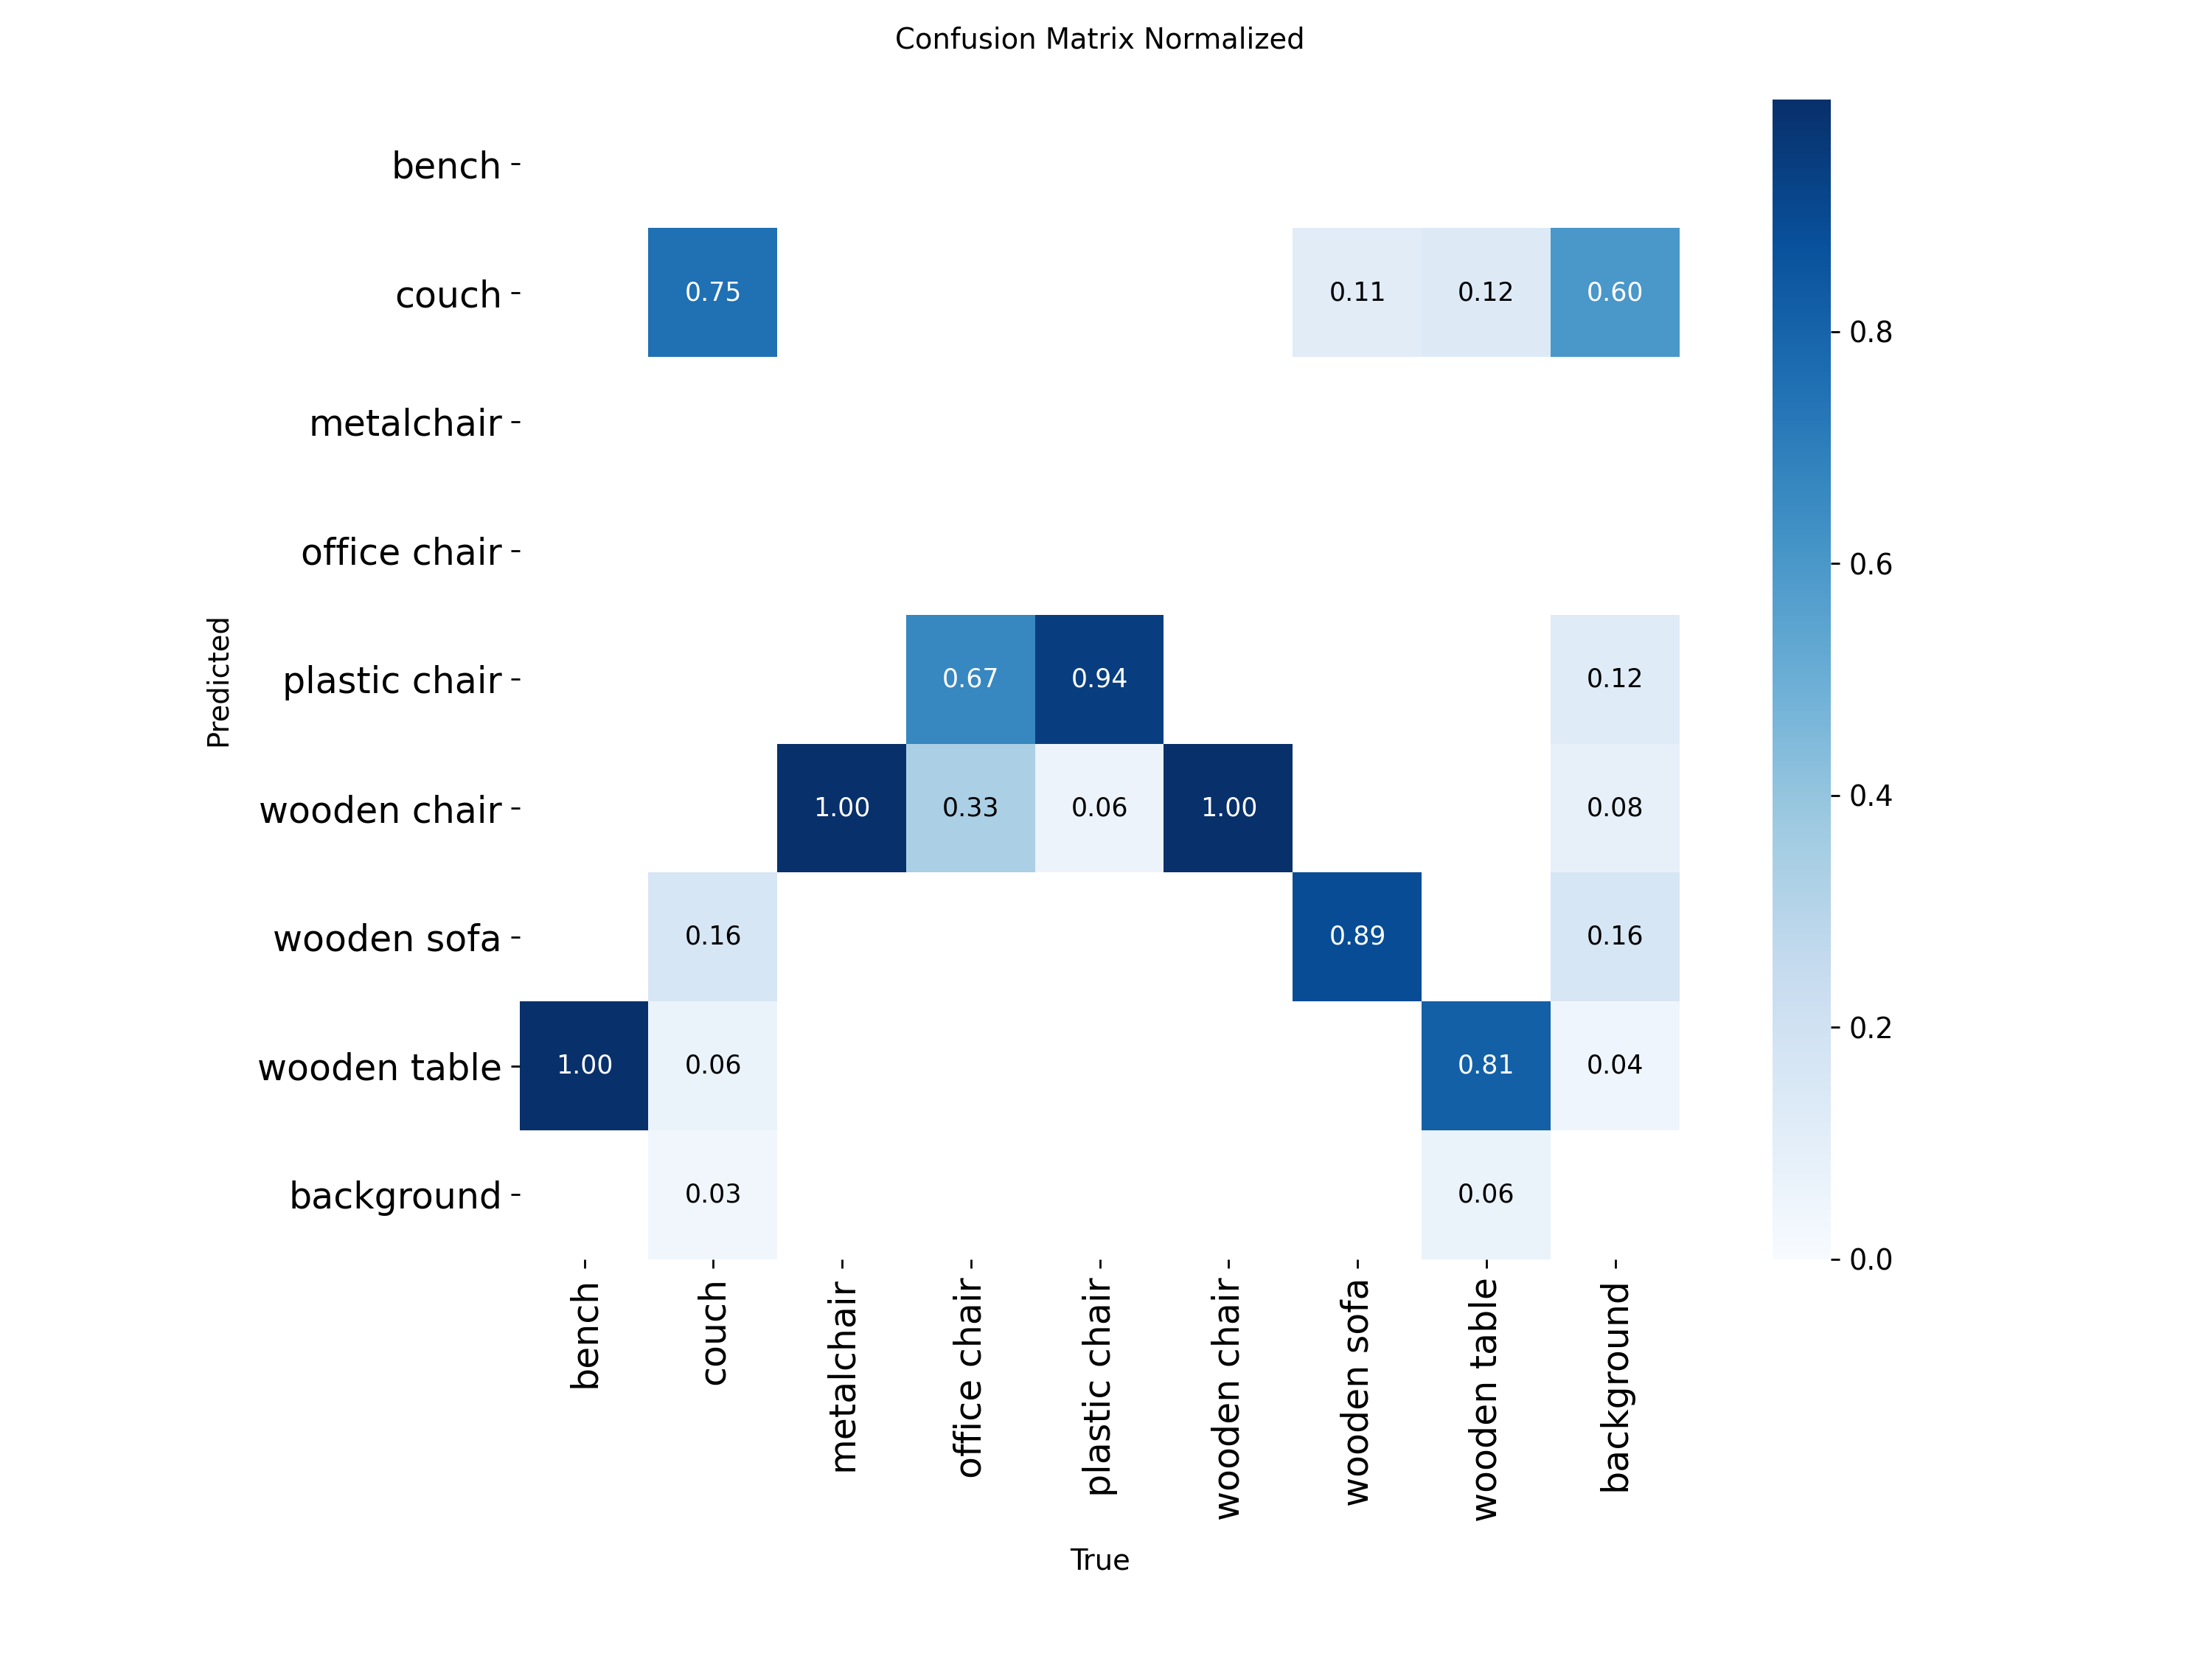 Confusion Matrix Normalized
bench
couch
0.75
0.11
0.12
0.60
metalchair
office chair
plastic chair
0.67
0.94
0.12
wooden chair
1.00
0.33
0.06
1.00
0.08
wooden sofa
0.16
0.89
0.16
wooden table
1.00
0.06
0.81
0.04
background
0.03
0.06
Predicted
bench
couch
metalchair
office chair
plastic chair
wooden chair
wooden sofa
wooden table
background
True
0.8
0.6
0.4
0.2
0.0